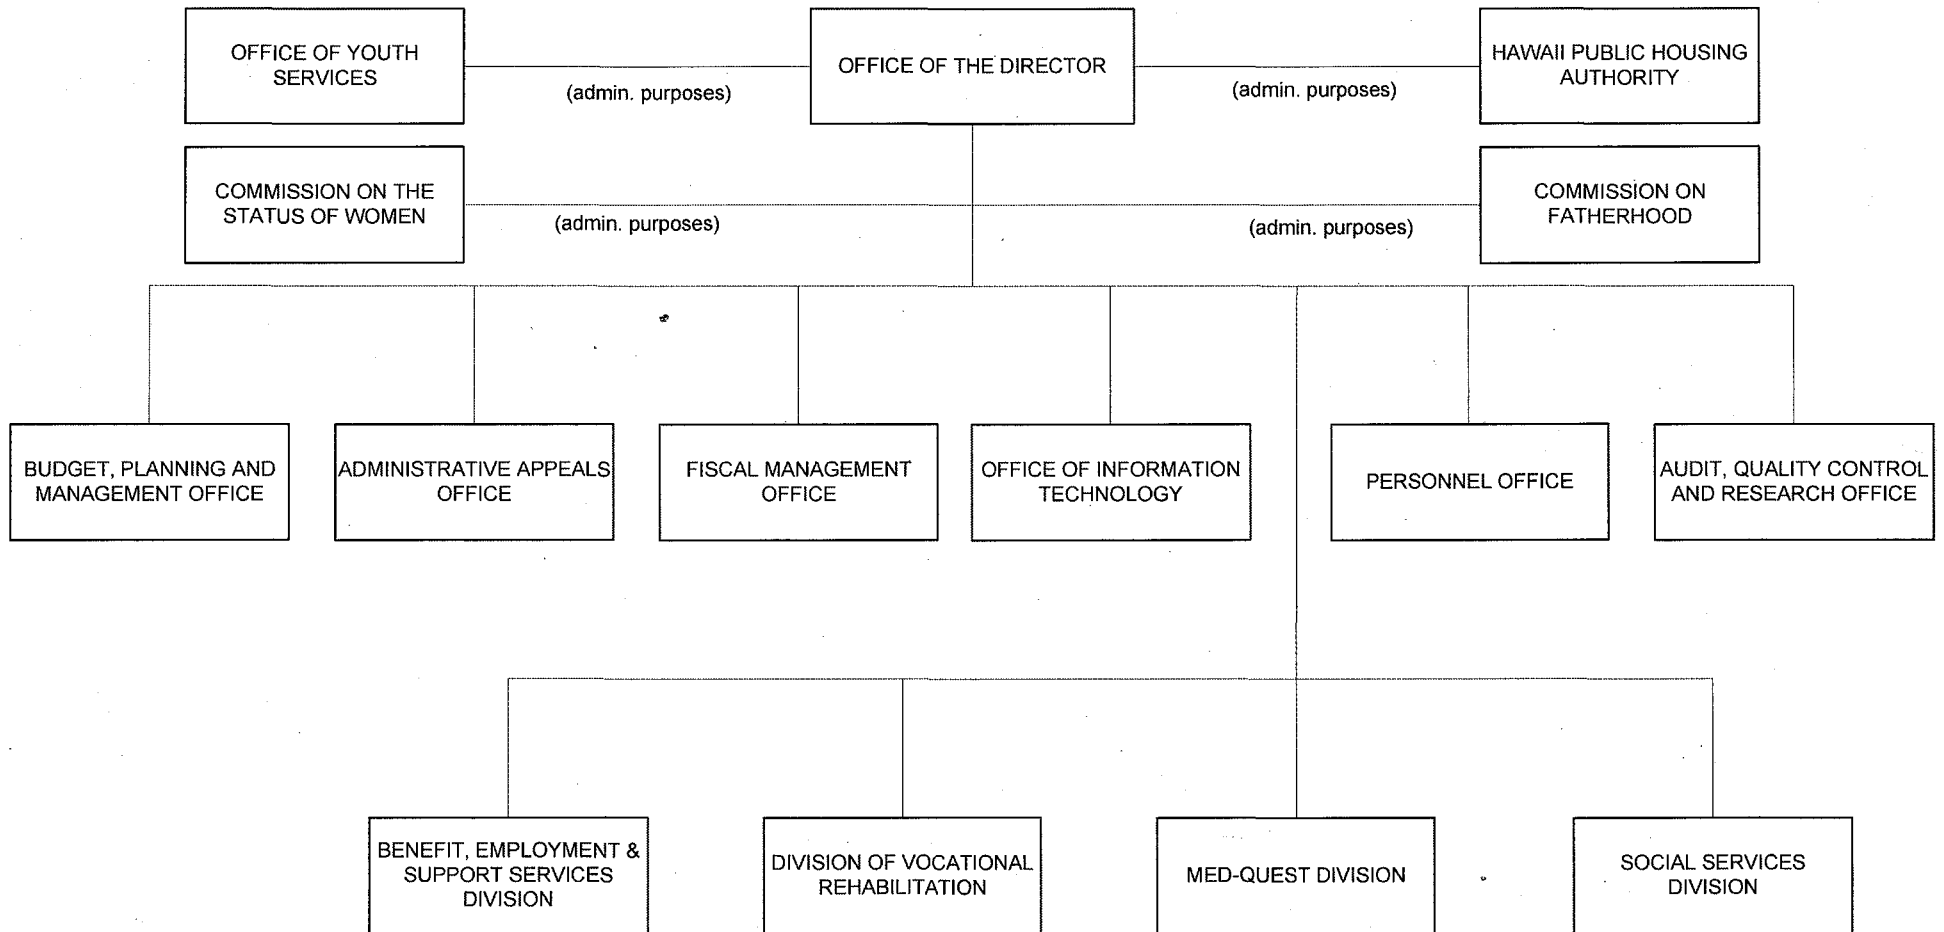 OFFICE OF YOUTH
SERVICES
(admin. purposes)
OFFICE OF THE DIRECTOR
(admin. purposes)
HAWAII PUBLIC HOUSING
AUTHORITY
COMMISSION ON THE
STATUS OF WOMEN
(admin. purposes)
(admin. purposes)
COMMISSION ON
FATHERHOOD
BUDGET, PLANNING AND
MANAGEMENT OFFICE
ADMINISTRATIVE APPEALS
OFFICE
FISCAL MANAGEMENT
OFFICE
OFFICE OF INFORMATION
TECHNOLOGY
PERSONNEL OFFICE
AUDIT, QUALITY CONTROL
AND RESEARCH OFFICE
BENEFIT, EMPLOYMENT &
SUPPORT SERVICES
DIVISION
DIVISION OF VOCATIONAL
REHABILITATION
MED-QUEST DIVISION
SOCIAL SERVICES
DIVISION